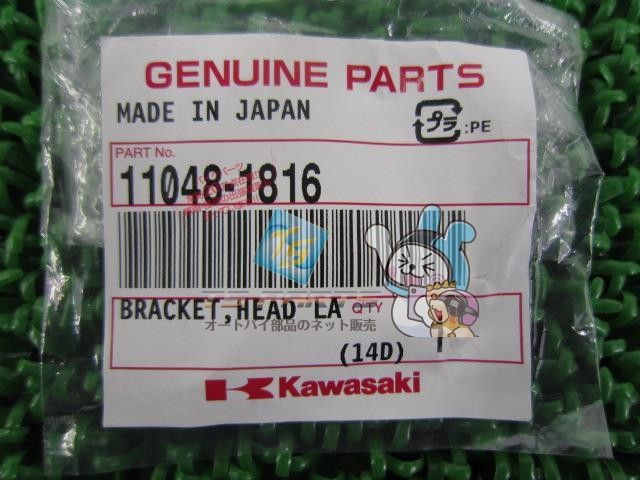 GENUINE PARTS
MADE IN JAPAN
プラ :PE
PART No.
11048-1816
BRACKET,HEAD LA Q'TY
オートバイ部品のネット販売
(14D) 1
Kawasaki